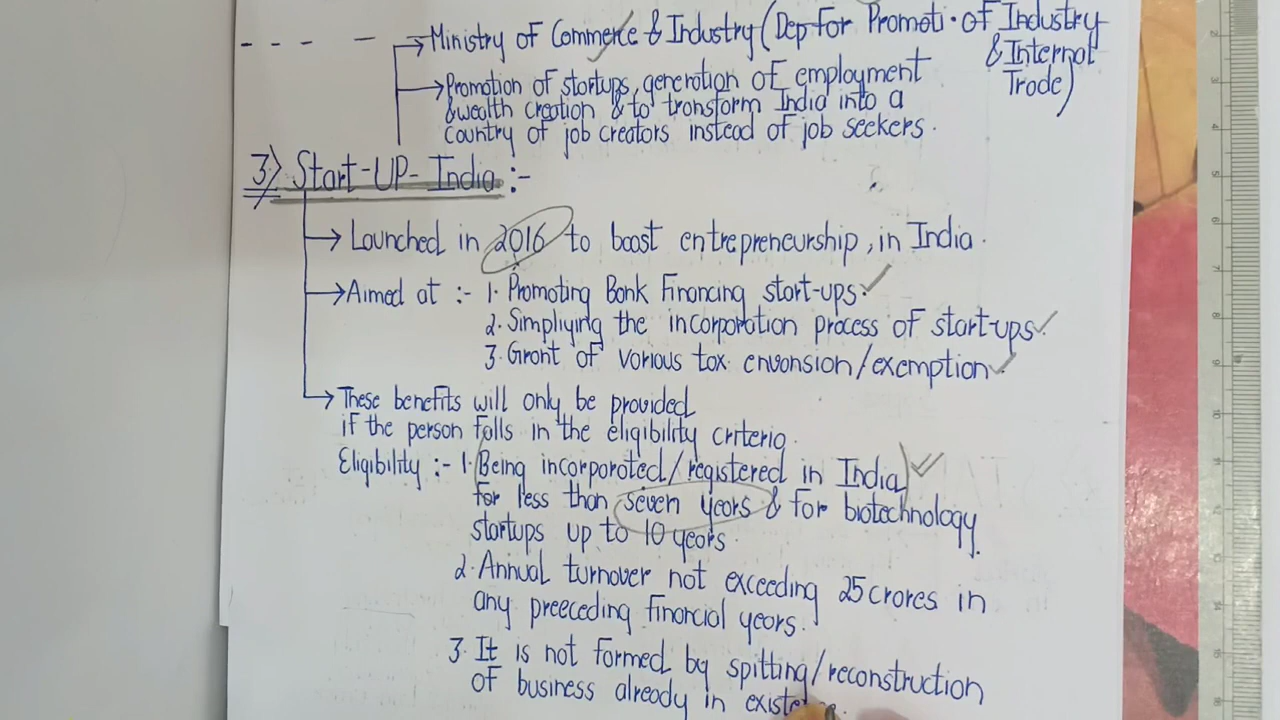 Ministry of Commerce & Industry (Dep for Promoti. of Industry
& Internat
Trade)
Promotion of startups, generation of employment
& wealth creation & to transform India into a
country of job creators instead of job seekers.
3) Start-UP-India :-
Launched in 2016 to boast entrepreneurship, in India.
Aimed at :- 1. Promoting Bank Financing start-ups.
2. Simpliying the incorporation process of start-ups.
3. Grant of various tax envansion/exemption.
These benefits will only be provided
if the person falls in the eligibility criteria.
Eligibility :- 1. Being incorporated/registered in India
for less than seven years & for biotechnology
startups up to 10 years.
2. Annual turnover not exceeding 25 crores in
any preeceding financial years.
3. It is not formed by spitting/reconstruction
of business already in